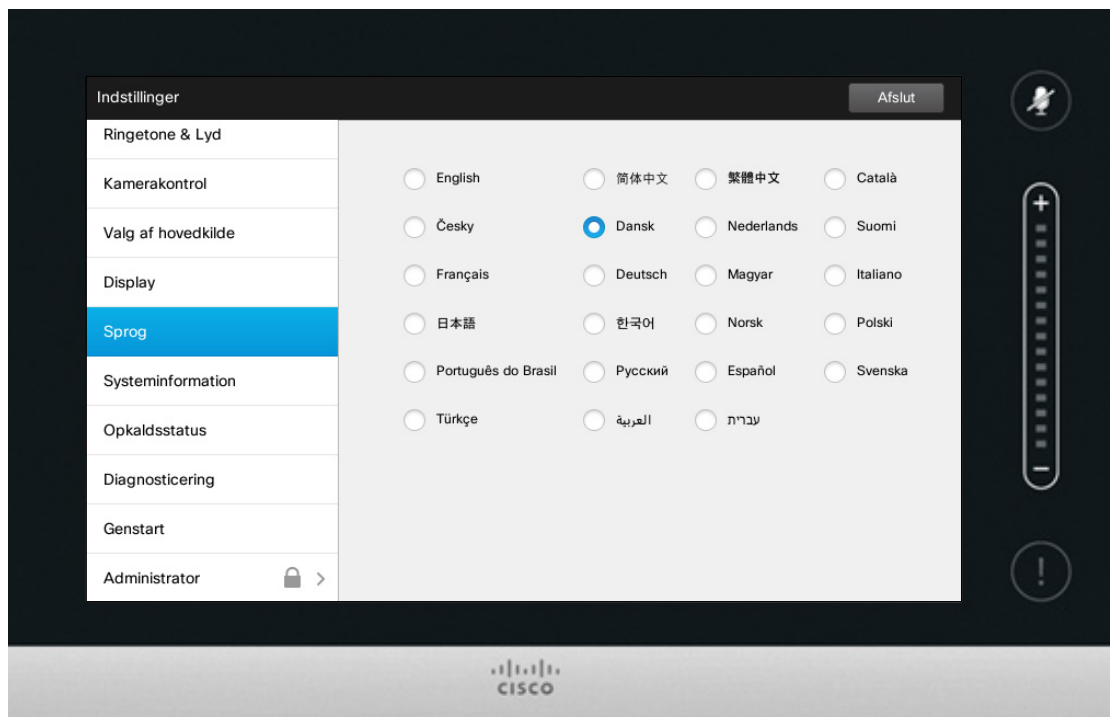 Indstillinger
Afslut
Ringetone & Lyd
Kamerakontrol
Valg af hovedkilde
Display
Sprog
Systeminformation
Opkaldsstatus
Diagnosticering
Genstart
Administrator
English
简体中文
繁體中文
Català
Česky
Dansk
Nederlands
Suomi
Français
Deutsch
Magyar
Italiano
日本語
한국어
Norsk
Polski
Português do Brasil
Русский
Español
Svenska
Türkçe
العربية
עברית
CISCO